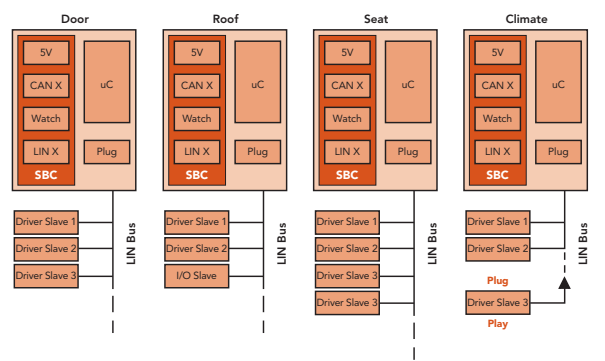 Door
5V
CAN X
Watch
LIN X
SBC
uC
Plug
LIN Bus
Driver Slave 1
Driver Slave 2
Driver Slave 3
Roof
5V
CAN X
Watch
LIN X
SBC
uC
Plug
LIN Bus
Driver Slave 1
Driver Slave 2
I/O Slave
Seat
5V
CAN X
Watch
LIN X
SBC
uC
Plug
LIN Bus
Driver Slave 1
Driver Slave 2
Driver Slave 3
Driver Slave 3
Climate
5V
CAN X
Watch
LIN X
SBC
uC
Plug
LIN Bus
Driver Slave 1
Driver Slave 2
Plug
Driver Slave 3
Play